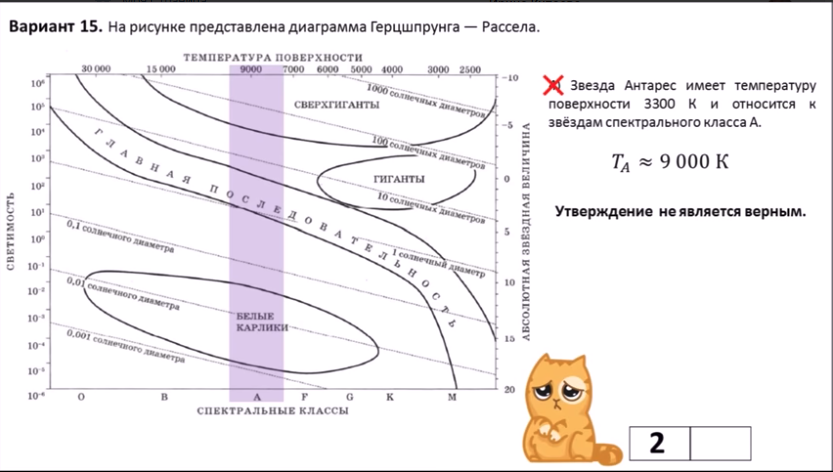 Вариант 15. На рисунке представлена диаграмма Герцшпрунга — Рассела.
ТЕМПЕРАТУРА ПОВЕРХНОСТИ
30 000 15 000 9000 7000 6000 5000 4000 3000 2500
СВЕТИМОСТЬ
10⁶
10⁵
10⁴
10³
10²
10¹
10⁰
10⁻¹
10⁻²
10⁻³
10⁻⁴
10⁻⁵
10⁻⁶
1000 солнечных диаметров
СВЕРХГИГАНТЫ
100 солнечных диаметров
ГИГАНТЫ
10 солнечных диаметров
ГЛАВНАЯ ПОСЛЕДОВАТЕЛЬНОСТЬ
1 солнечный диаметр
0,1 солнечного диаметра
0,01 солнечного диаметра
БЕЛЫЕ
КАРЛИКИ
0,001 солнечного диаметра
-10
-5
0
5
10
15
20
АБСОЛЮТНАЯ ЗВЁЗДНАЯ ВЕЛИЧИНА
O B A F G K M
СПЕКТРАЛЬНЫЕ КЛАССЫ
Звезда Антарес имеет температуру
поверхности 3300 К и относится к
звёздам спектрального класса А.
T_A ≈ 9 000 К
Утверждение не является верным.
2